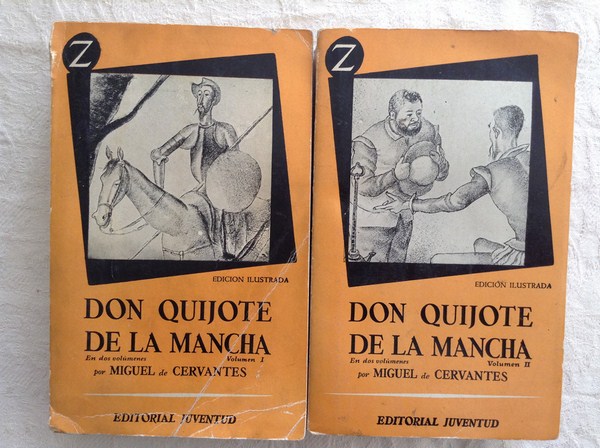 Z
EDICION ILUSTRADA
DON QUIJOTE
DE LA MANCHA
En dos volúmenes Volumen I
por MIGUEL de CERVANTES
EDITORIAL JUVENTUD
Z
EDICIÓN ILUSTRADA
DON QUIJOTE
DE LA MANCHA
En dos volúmenes Volumen II
por MIGUEL de CERVANTES
EDITORIAL JUVENTUD